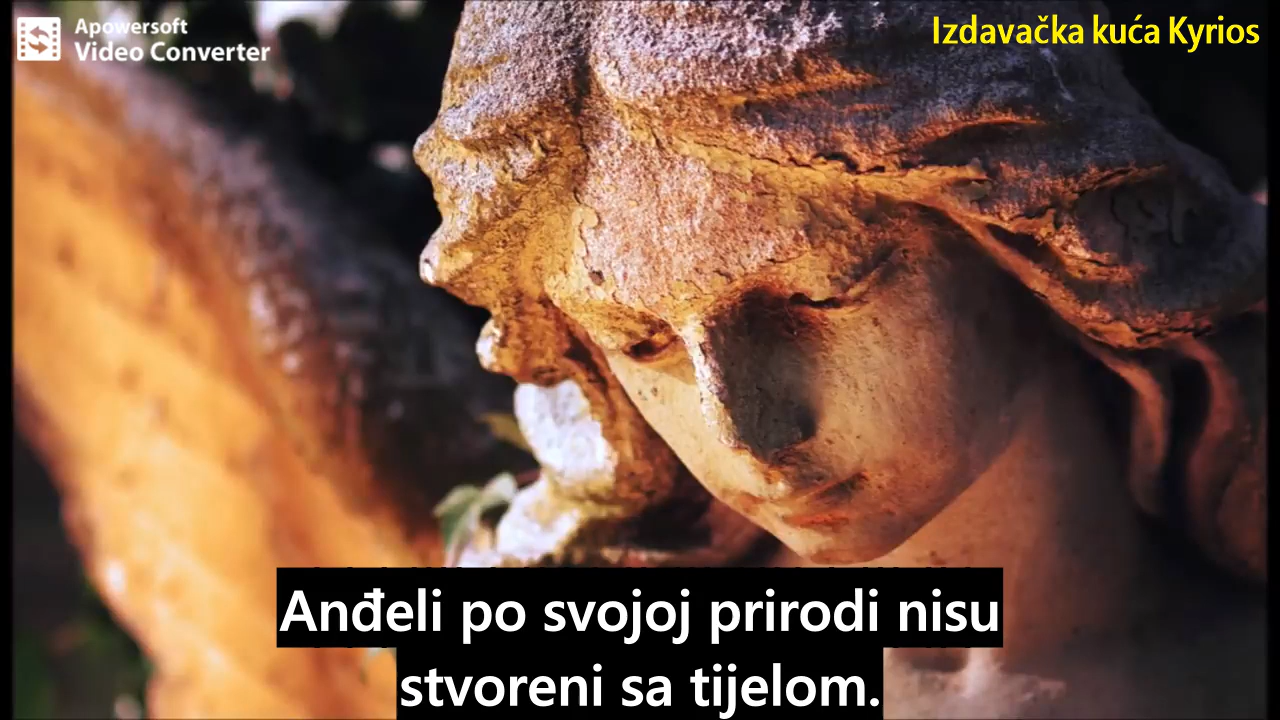 Apowersoft
Video Converter
Izdavačka kuća Kyrios
Anđeli po svojoj prirodi nisu
stvoreni sa tijelom.